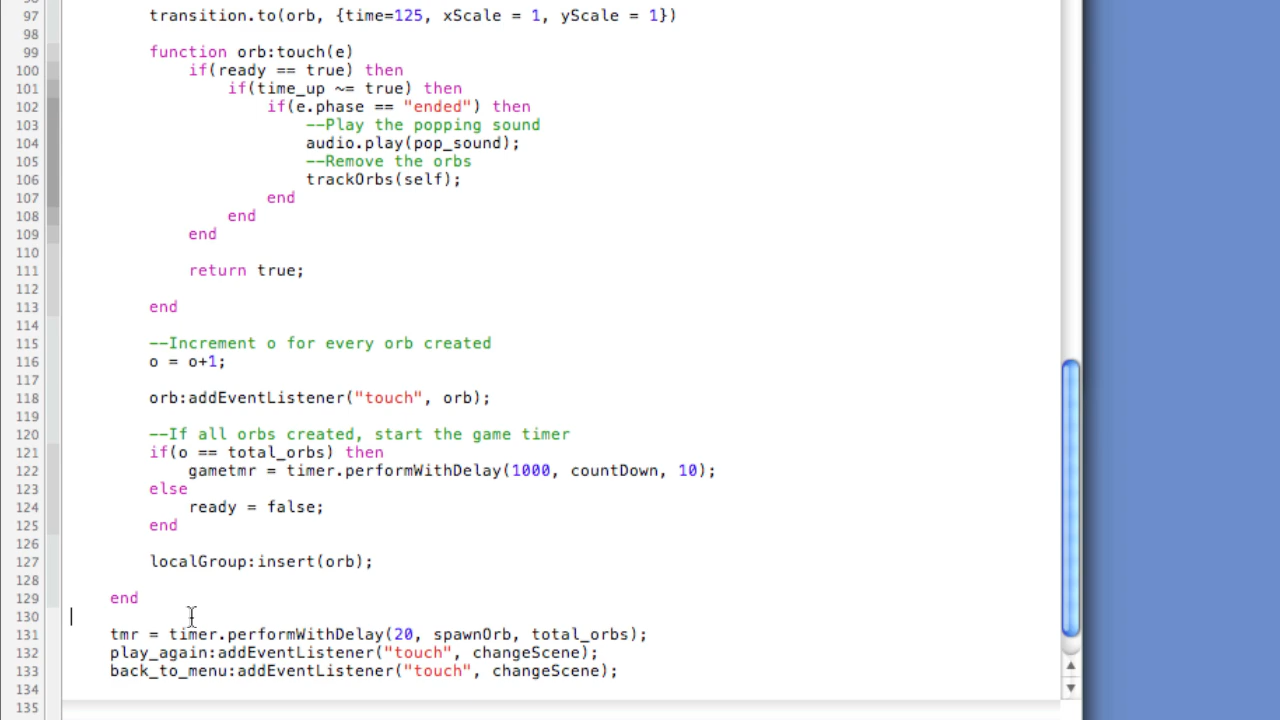 97 transition.to(orb, {time=125, xScale = 1, yScale = 1})
98
99 function orb:touch(e)
100 if(ready == true) then
101 if(time_up ~= true) then
102 if(e.phase == "ended") then
103 --Play the popping sound
104 audio.play(pop_sound);
105 --Remove the orbs
106 trackOrbs(self);
107 end
108 end
109 end
110
111 return true;
112
113 end
114
115 --Increment o for every orb created
116 o = o+1;
117
118 orb:addEventListener("touch", orb);
119
120 --If all orbs created, start the game timer
121 if(o == total_orbs) then
122 gametmr = timer.performWithDelay(1000, countDown, 10);
123 else
124 ready = false;
125 end
126
127 localGroup:insert(orb);
128
129 end
130
131 tmr = timer.performWithDelay(20, spawnOrb, total_orbs);
132 play_again:addEventListener("touch", changeScene);
133 back_to_menu:addEventListener("touch", changeScene);
134
135